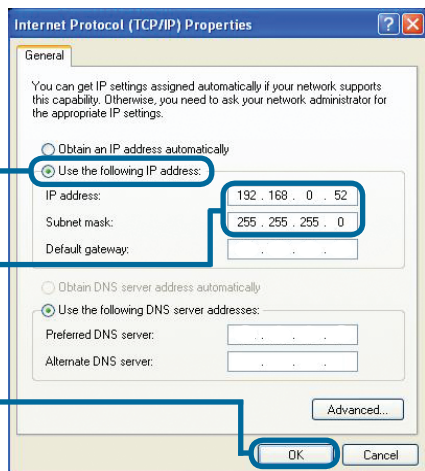 Internet Protocol (TCP/IP) Properties
General
You can get IP settings assigned automatically if your network supports
this capability. Otherwise, you need to ask your network administrator for
the appropriate IP settings.
Obtain an IP address automatically
Use the following IP address:
IP address: 192 . 168 . 0 . 52
Subnet mask: 255 . 255 . 255 . 0
Default gateway: . . .
Obtain DNS server address automatically
Use the following DNS server addresses:
Preferred DNS server: . . .
Alternate DNS server: . . .
Advanced...
OK Cancel